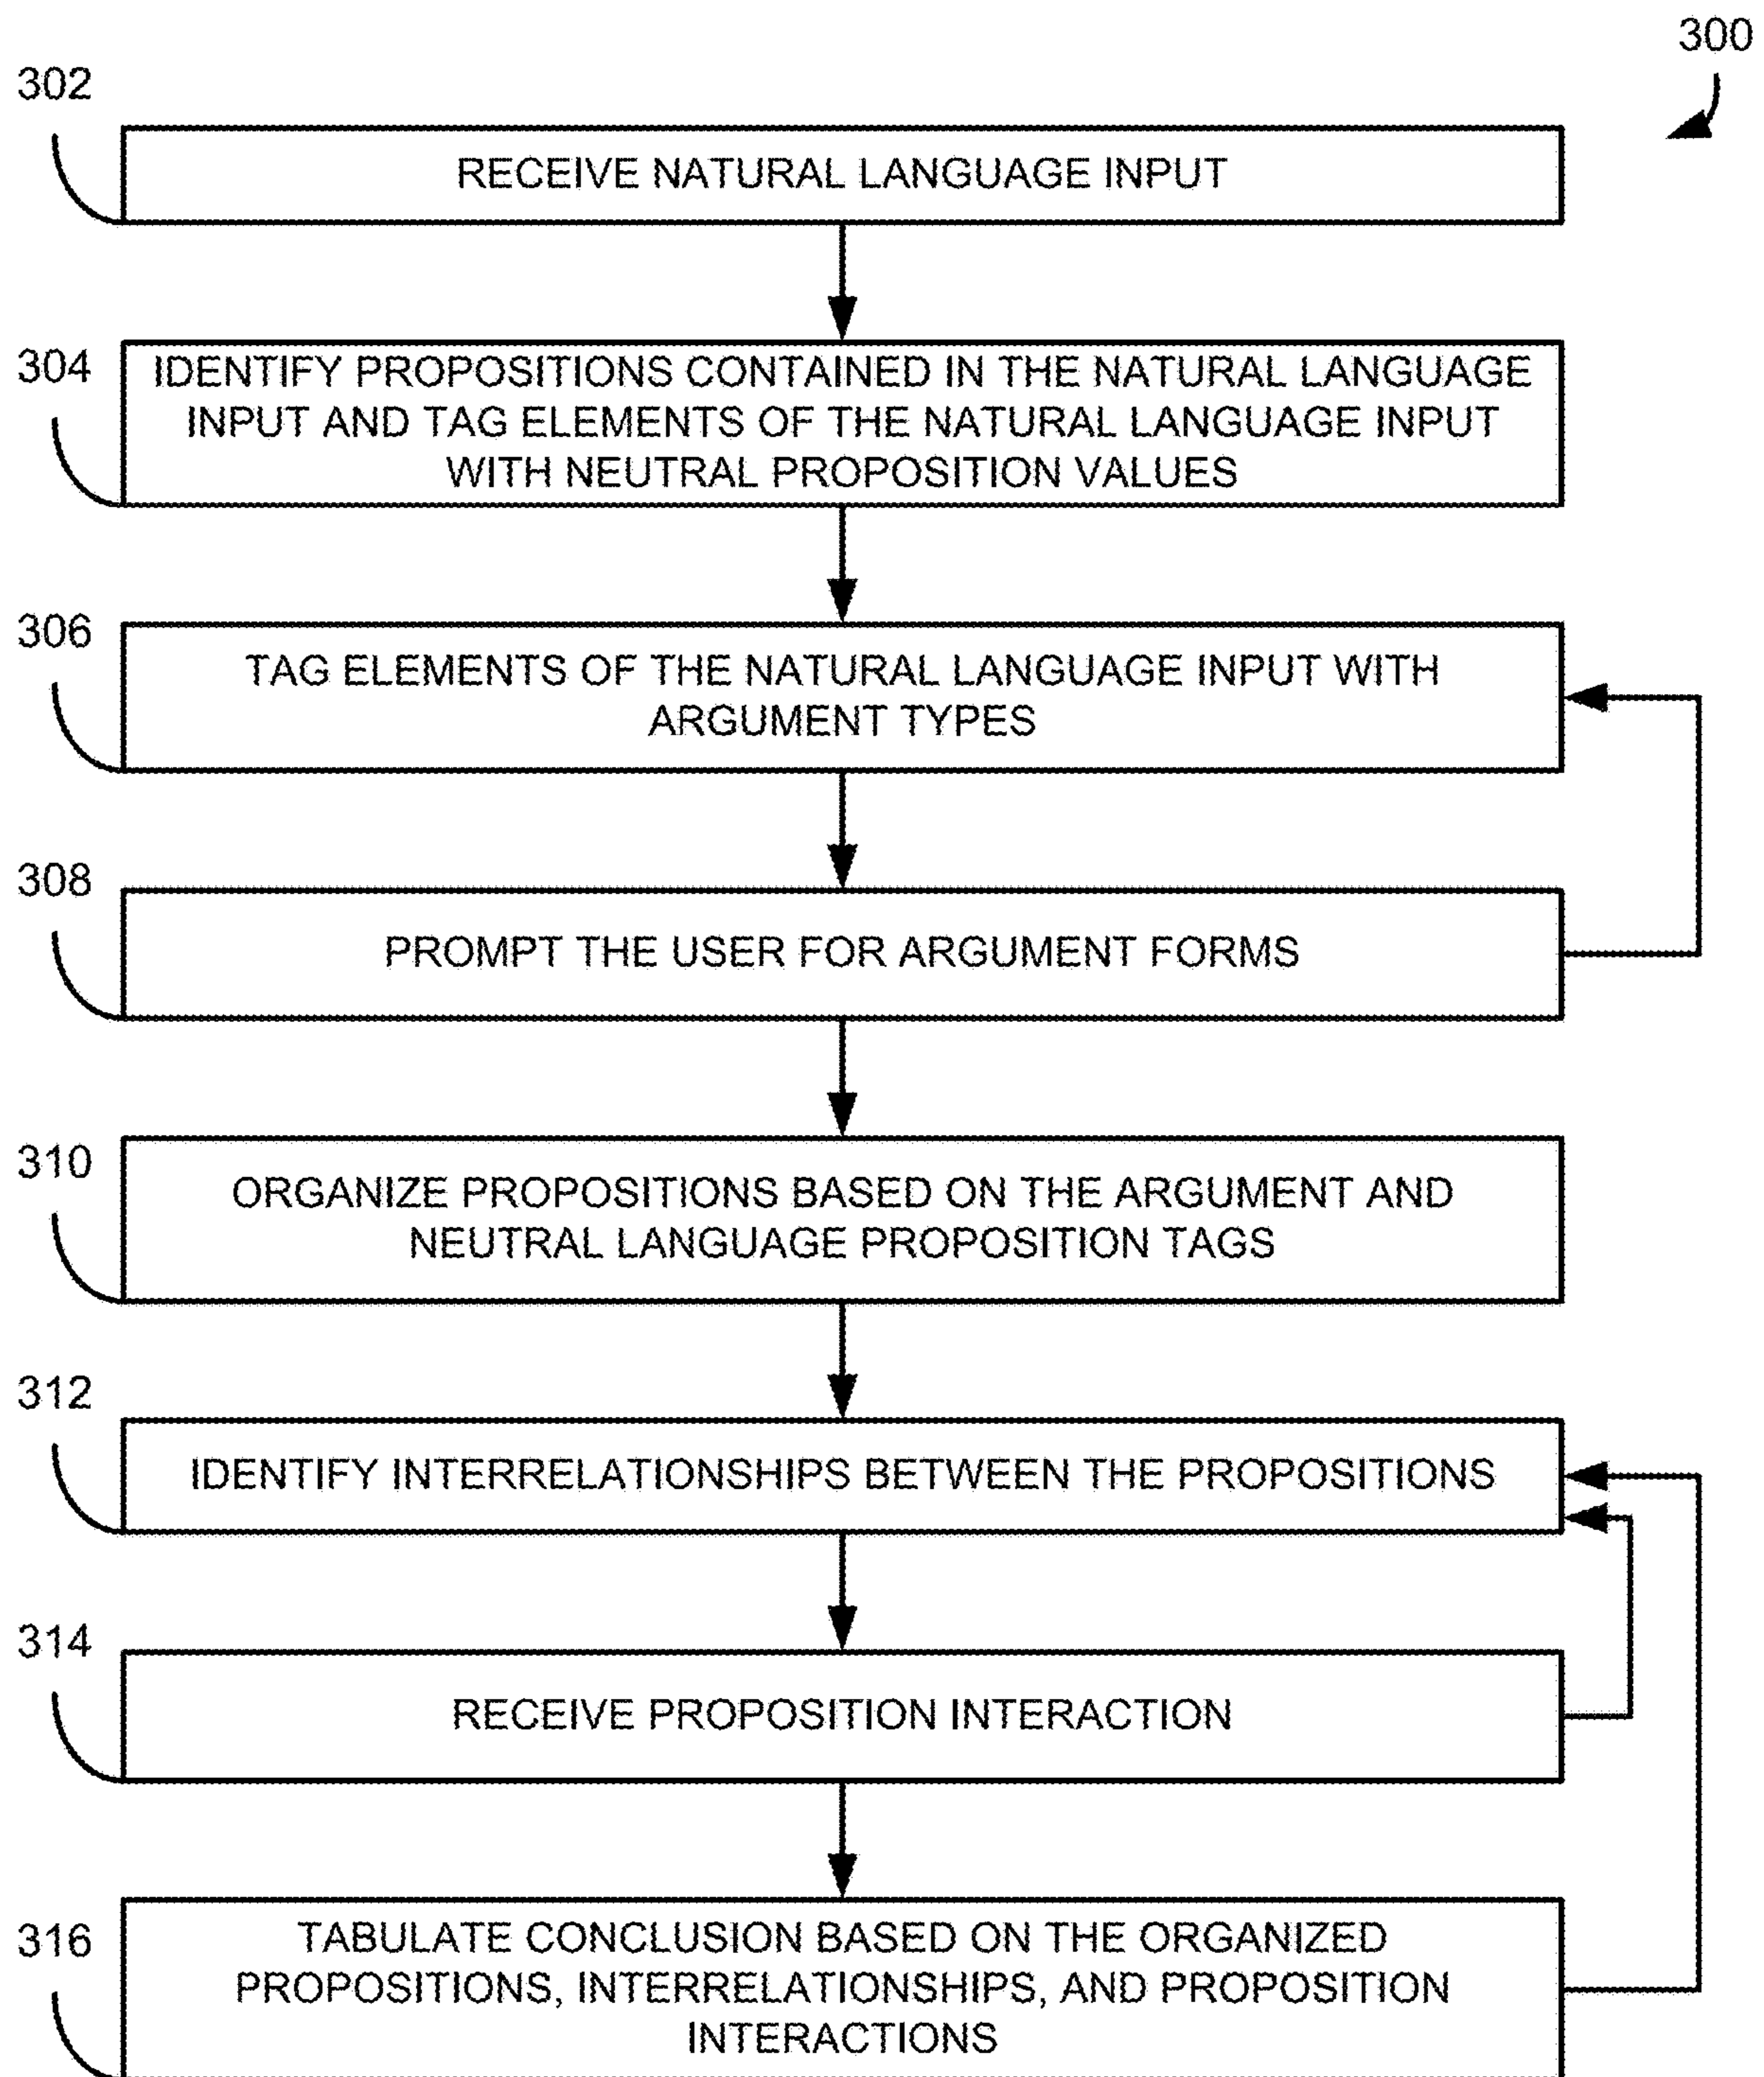 300
302
RECEIVE NATURAL LANGUAGE INPUT
304
IDENTIFY PROPOSITIONS CONTAINED IN THE NATURAL LANGUAGE
INPUT AND TAG ELEMENTS OF THE NATURAL LANGUAGE INPUT
WITH NEUTRAL PROPOSITION VALUES
306
TAG ELEMENTS OF THE NATURAL LANGUAGE INPUT WITH
ARGUMENT TYPES
308
PROMPT THE USER FOR ARGUMENT FORMS
310
ORGANIZE PROPOSITIONS BASED ON THE ARGUMENT AND
NEUTRAL LANGUAGE PROPOSITION TAGS
312
IDENTIFY INTERRELATIONSHIPS BETWEEN THE PROPOSITIONS
314
RECEIVE PROPOSITION INTERACTION
316
TABULATE CONCLUSION BASED ON THE ORGANIZED
PROPOSITIONS, INTERRELATIONSHIPS, AND PROPOSITION
INTERACTIONS